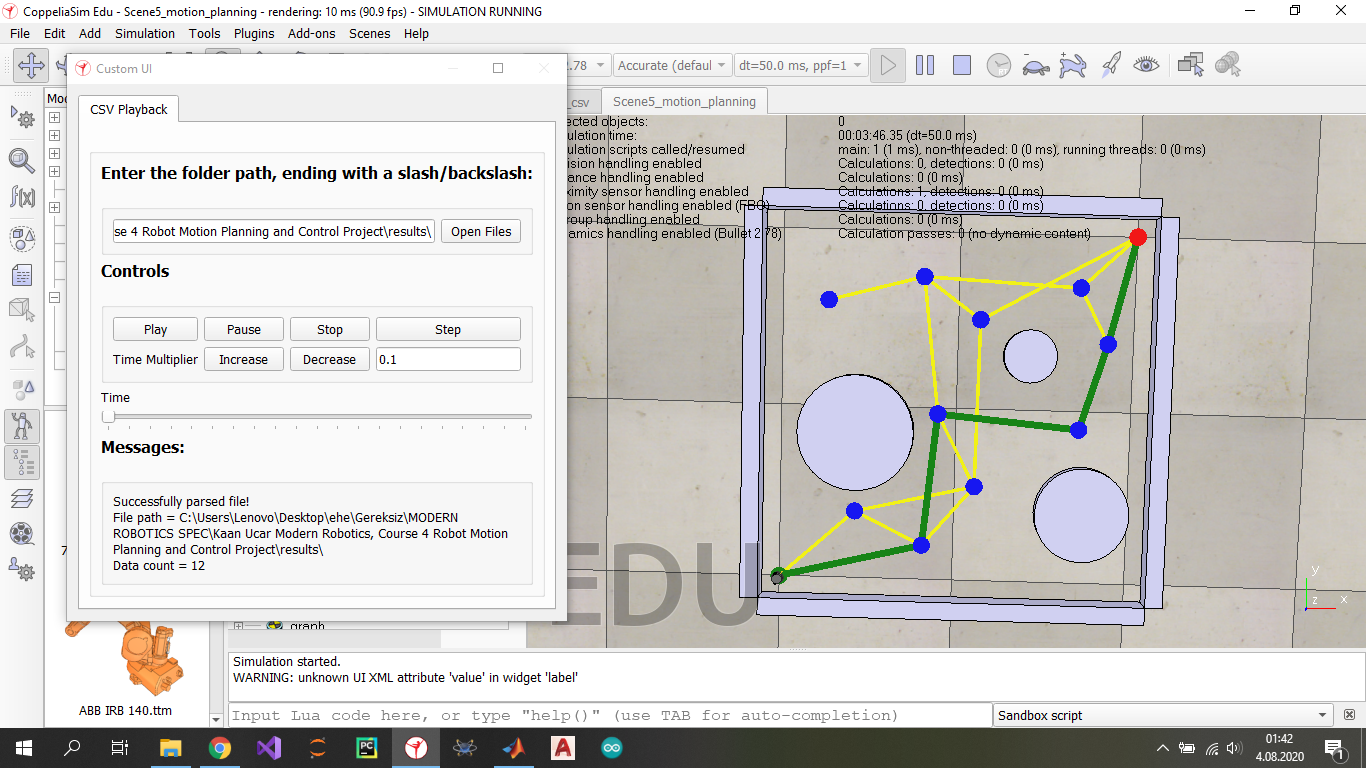 CoppeliaSim Edu - Scene5_motion_planning - rendering: 10 ms (90.9 fps) - SIMULATION RUNNING
File Edit Add Simulation Tools Plugins Add-ons Scenes Help
Custom UI
2.78 Accurate (defaul dt=50.0 ms, ppf=1
CSV Playback
_csv Scene5_motion_planning
0
ulation time: 00:03:46.35 (dt=50.0 ms)
ulation scripts called/resumed main: 1 (1 ms), non-threaded: 0 (0 ms), running threads: 0 (0 ms)
ision handling enabled Calculations: 0, detections: 0 (0 ms)
ance handling enabled Calculations: 0 (0 ms)
ximity sensor handling enabled Calculations: 1, detections: 0 (0 ms)
on sensor handling enabled (FBO) Calculations: 0, detections: 0 (0 ms)
group handling enabled Calculations: 0 (0 ms)
amics handling enabled (Bullet 2.78) Calculation passes: 0 (no dynamic content)
Enter the folder path, ending with a slash/backslash:
se 4 Robot Motion Planning and Control Project\results\ Open Files
Controls
Play Pause Stop Step
Time Multiplier Increase Decrease 0.1
Time
Messages:
Successfully parsed file!
File path = C:\Users\Lenovo\Desktop\ehe\Gereksiz\MODERN
ROBOTICS SPEC\Kaan Ucar Modern Robotics, Course 4 Robot Motion
Planning and Control Project\results\
Data count = 12
EDU
y
z x
graph
Simulation started.
WARNING: unknown UI XML attribute 'value' in widget 'label'
ABB IRB 140.ttm
Input Lua code here, or type "help()" (use TAB for auto-completion) Sandbox script
01:42
4.08.2020